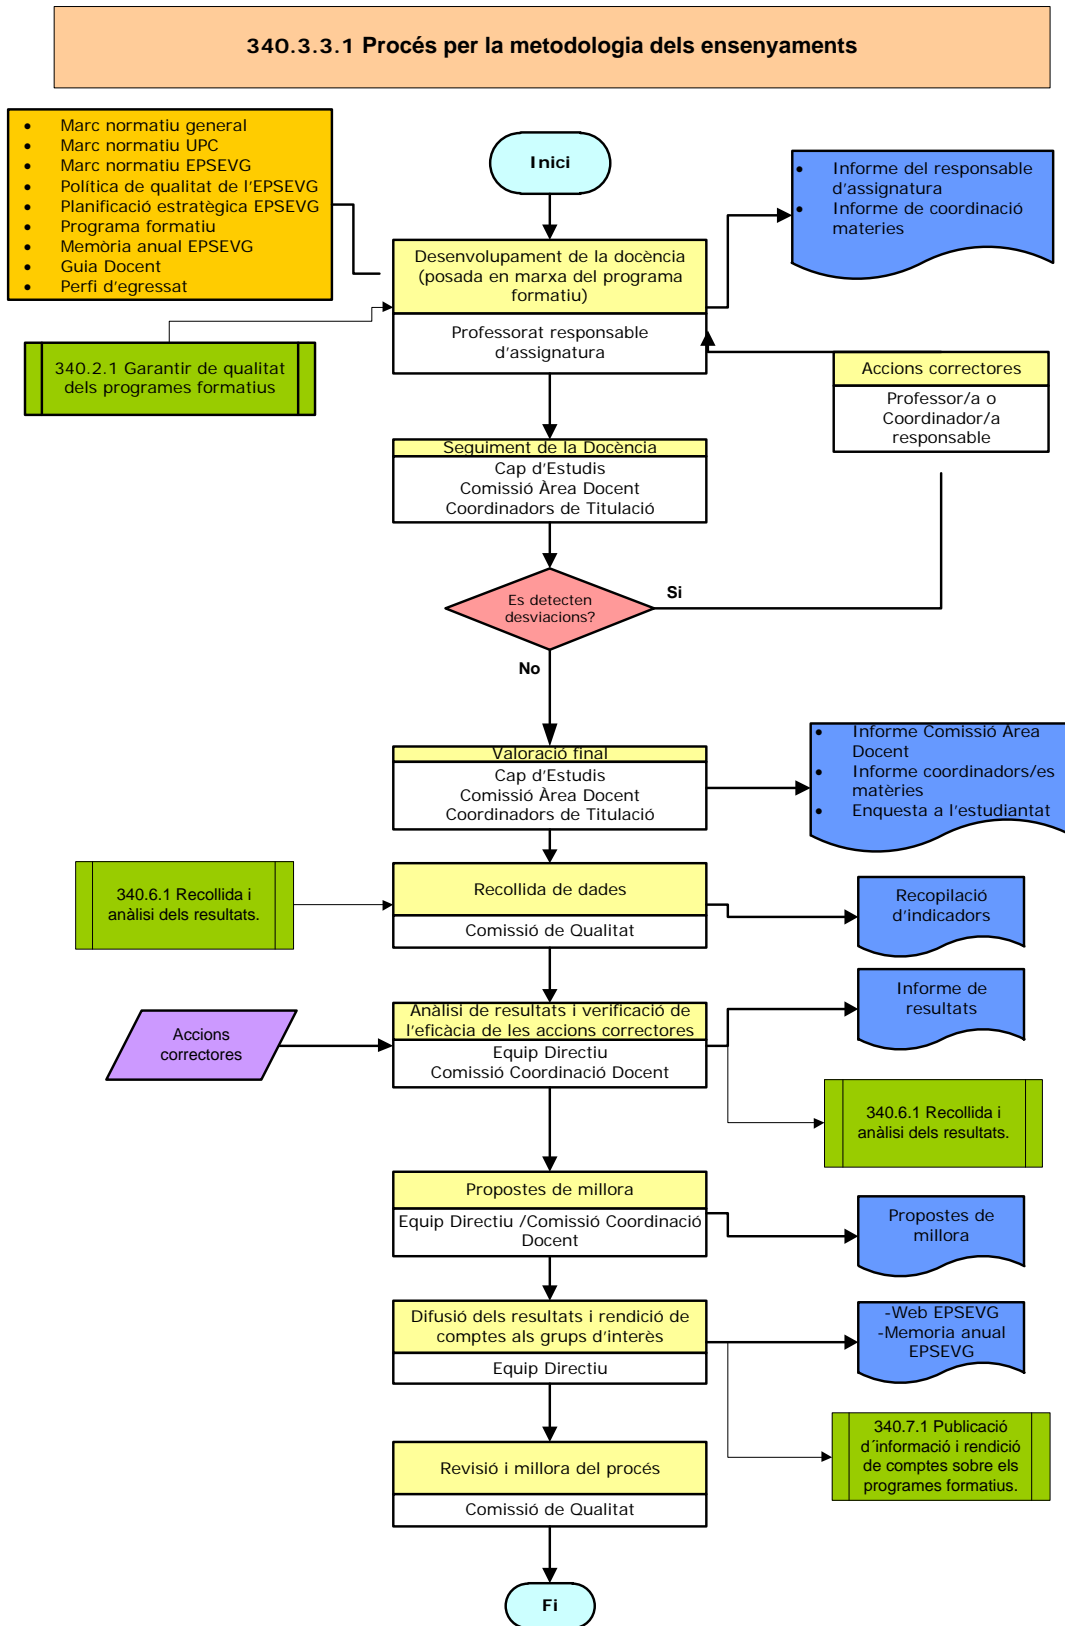 340.3.3.1 Procés per la metodologia dels ensenyaments
• Marc normatiu general
• Marc normatiu UPC
• Marc normatiu EPSEVG
• Política de qualitat de l'EPSEVG
• Planificació estratègica EPSEVG
• Programa formatiu
• Memòria anual EPSEVG
• Guia Docent
• Perfi d'egressat
Inici
• Informe del responsable
d'assignatura
• Informe de coordinació
materies
Desenvolupament de la docència
(posada en marxa del programa
formatiu)
Professorat responsable
d'assignatura
340.2.1 Garantir de qualitat
dels programes formatius
Accions correctores
Professor/a o
Coordinador/a
responsable
Seguiment de la Docència
Cap d'Estudis
Comissió Àrea Docent
Coordinadors de Titulació
Es detecten
desviacions?
Si
No
Valoració final
Cap d'Estudis
Comissió Àrea Docent
Coordinadors de Titulació
• Informe Comissió Àrea
Docent
• Informe coordinadors/es
matèries
• Enquesta a l'estudiantat
340.6.1 Recollida i
anàlisi dels resultats.
Recollida de dades
Comissió de Qualitat
Recopilació
d'indicadors
Accions
correctores
Anàlisi de resultats i verificació de
l'eficàcia de les accions correctores
Equip Directiu
Comissió Coordinació Docent
Informe de
resultats
340.6.1 Recollida i
anàlisi dels resultats.
Propostes de millora
Equip Directiu /Comissió Coordinació
Docent
Propostes de
millora
Difusió dels resultats i rendició de
comptes als grups d'interès
Equip Directiu
-Web EPSEVG
-Memoria anual
EPSEVG
340.7.1 Publicació
d´informació i rendició
de comptes sobre els
programes formatius.
Revisió i millora del procés
Comissió de Qualitat
Fi